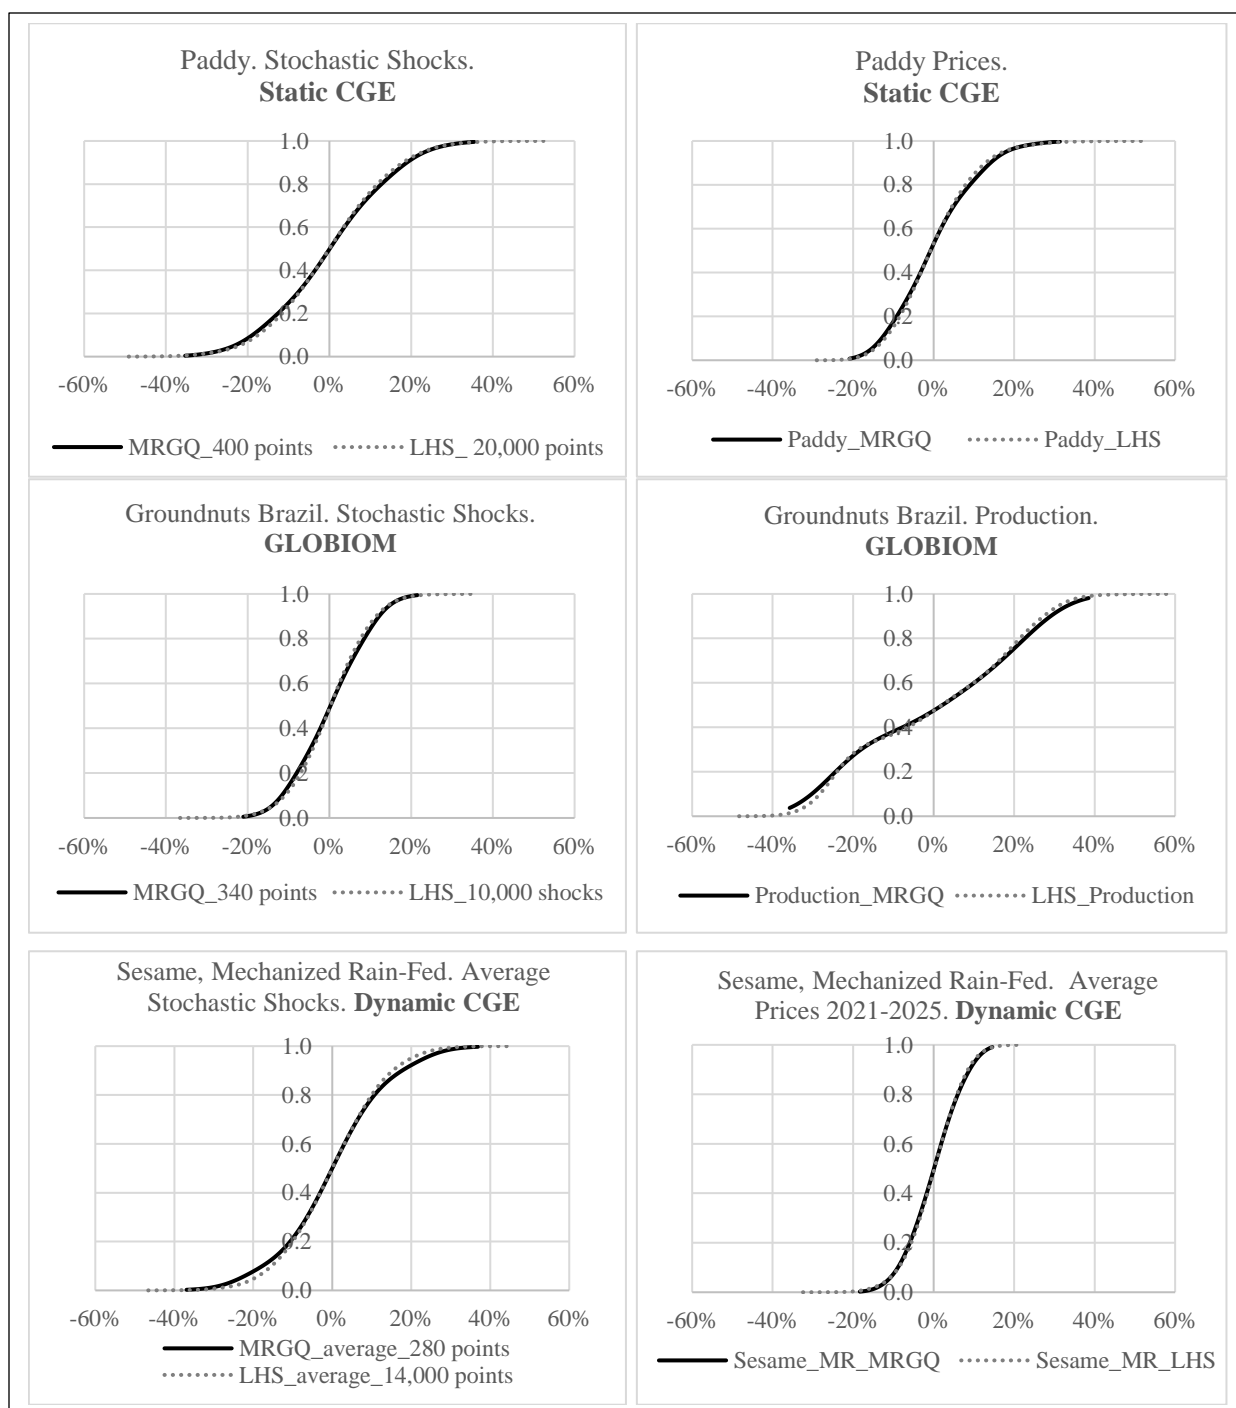 Paddy. Stochastic Shocks.
Static CGE
1.0
0.8
0.6
0.4
0.2
0.0
-60% -40% -20% 0% 20% 40% 60%
MRGQ_400 points LHS_ 20,000 points
Paddy Prices.
Static CGE
1.0
0.8
0.6
0.4
0.2
0.0
-60% -40% -20% 0% 20% 40% 60%
Paddy_MRGQ Paddy_LHS
Groundnuts Brazil. Stochastic Shocks.
GLOBIOM
1.0
0.8
0.6
0.4
0.2
0.0
-60% -40% -20% 0% 20% 40% 60%
MRGQ_340 points LHS_10,000 shocks
Groundnuts Brazil. Production.
GLOBIOM
1.0
0.8
0.6
0.4
0.2
0.0
-60% -40% -20% 0% 20% 40% 60%
Production_MRGQ LHS_Production
Sesame, Mechanized Rain-Fed. Average
Stochastic Shocks. Dynamic CGE
1.0
0.8
0.6
0.4
0.2
0.0
-60% -40% -20% 0% 20% 40% 60%
MRGQ_average_280 points
LHS_average_14,000 points
Sesame, Mechanized Rain-Fed. Average
Prices 2021-2025. Dynamic CGE
1.0
0.8
0.6
0.4
0.2
0.0
-60% -40% -20% 0% 20% 40% 60%
Sesame_MR_MRGQ Sesame_MR_LHS